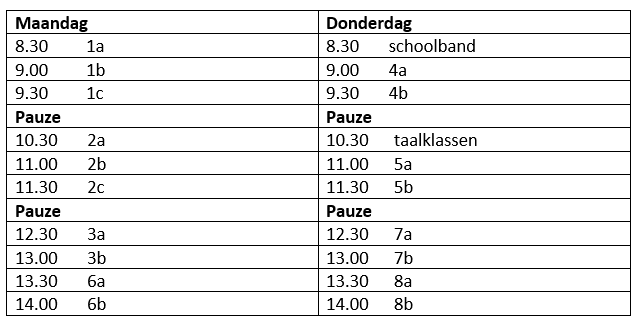 Maandag Donderdag
8.30 1a 8.30 schoolband
9.00 1b 9.00 4a
9.30 1c 9.30 4b
Pauze Pauze
10.30 2a 10.30 taalklassen
11.00 2b 11.00 5a
11.30 2c 11.30 5b
Pauze Pauze
12.30 3a 12.30 7a
13.00 3b 13.00 7b
13.30 6a 13.30 8a
14.00 6b 14.00 8b